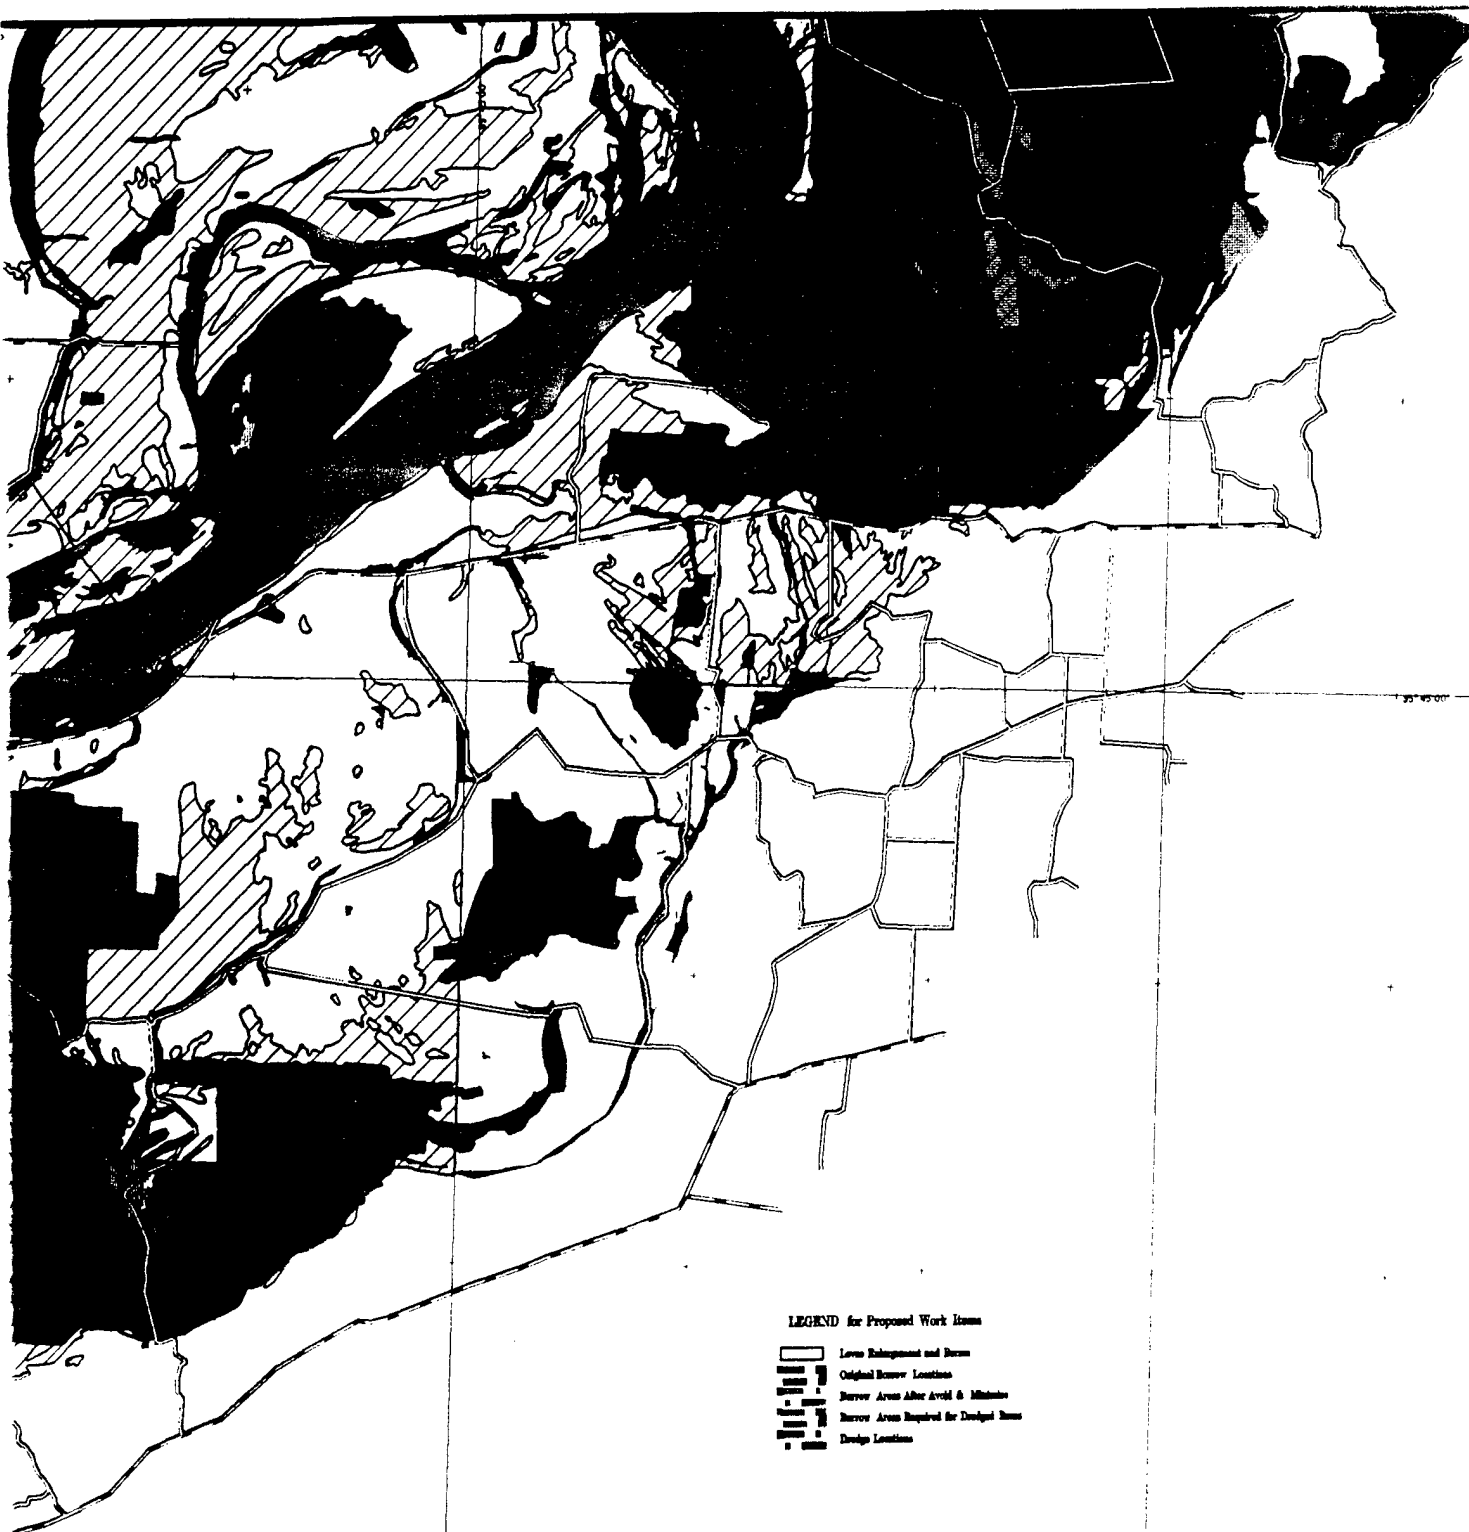 LEGEND for Proposed Work Items
Levee Enlargement and Berms
Original Borrow Locations
Borrow Areas After Avoid & Minimize
Borrow Areas Required for Dredged Items
Dredge Locations